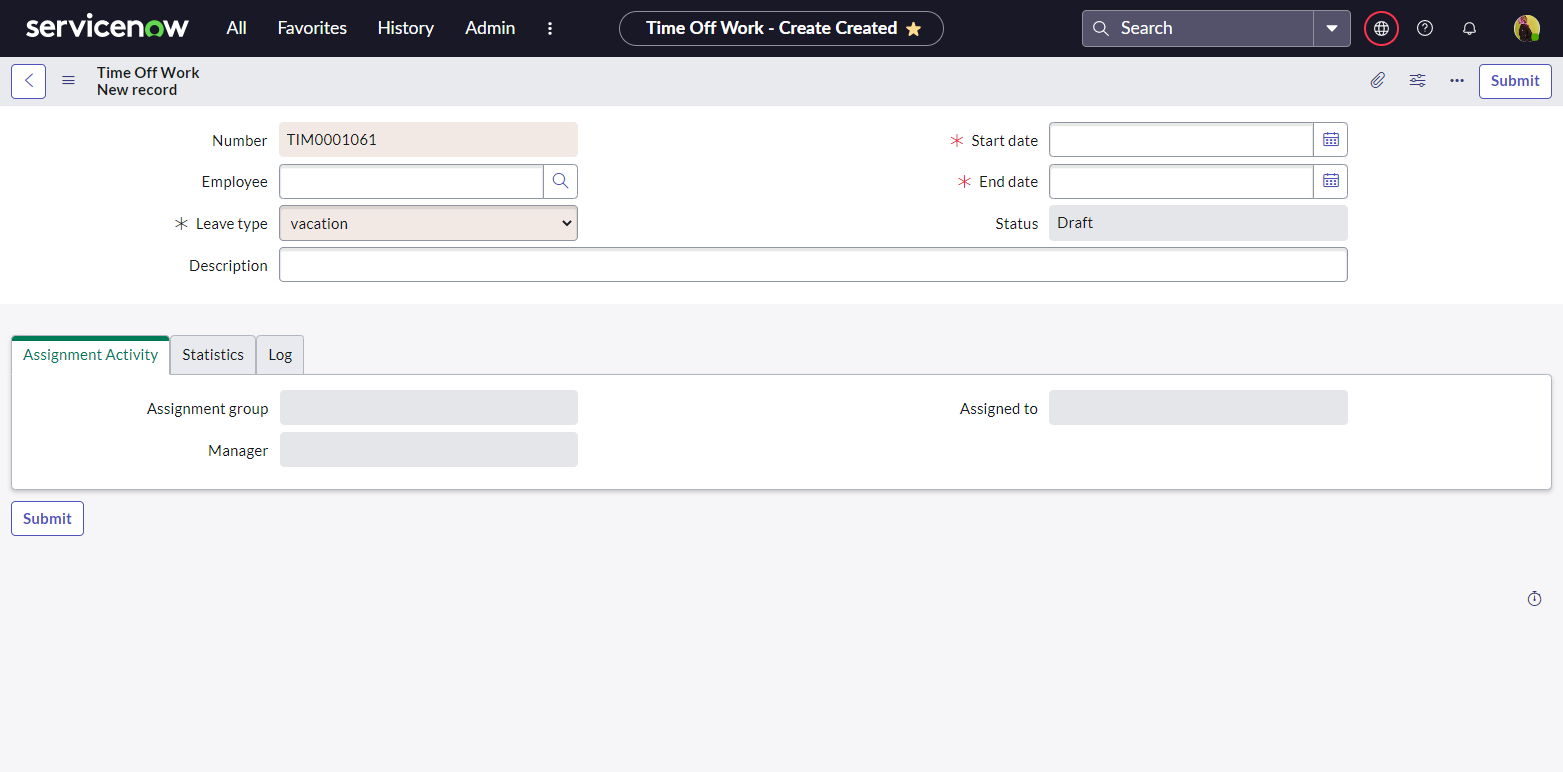 servicenow All Favorites History Admin Time Off Work - Create Created Search
Time Off Work
New record
Submit
Number TIM0001061
Start date
Employee
End date
Leave type vacation
Status Draft
Description
Assignment Activity Statistics Log
Assignment group
Assigned to
Manager
Submit